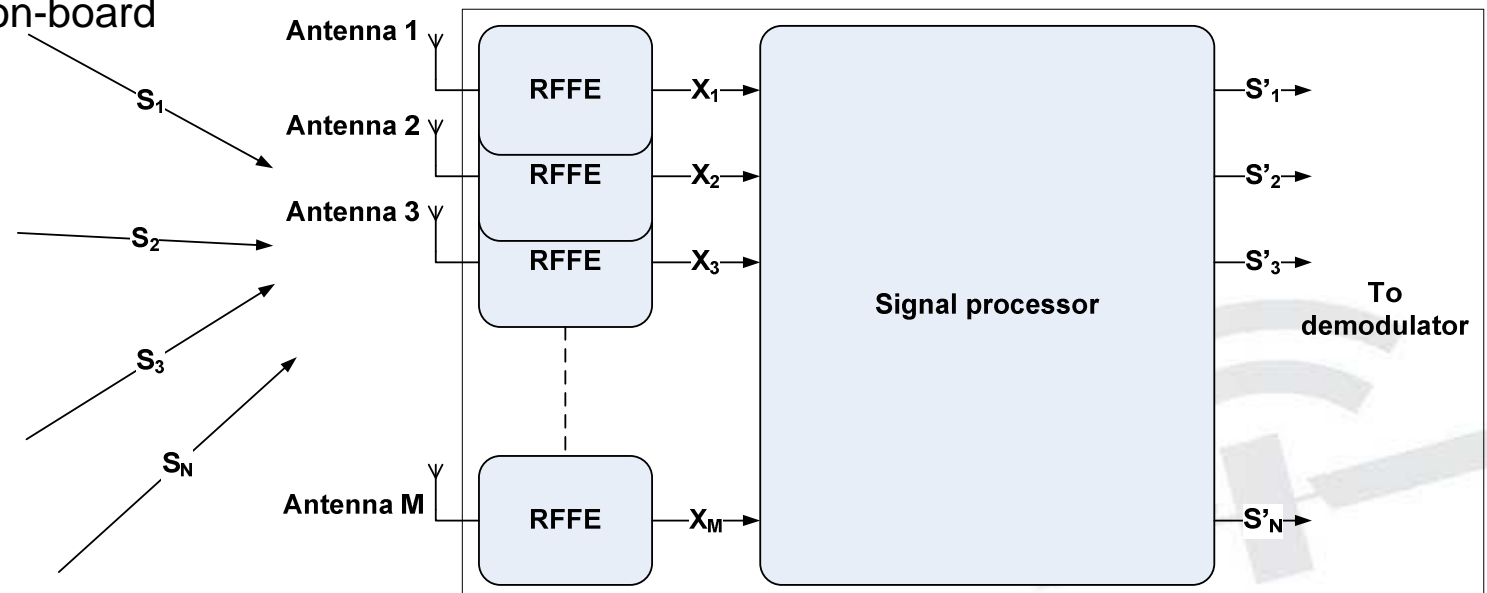 on-board
Antenna 1
RFFE
X₁
S'₁
S₁
Antenna 2
RFFE
X₂
S'₂
Antenna 3
RFFE
X₃
S'₃
S₂
Signal processor
To
demodulator
S₃
Sₙ
Antenna M
RFFE
Xᴍ
S'ₙ